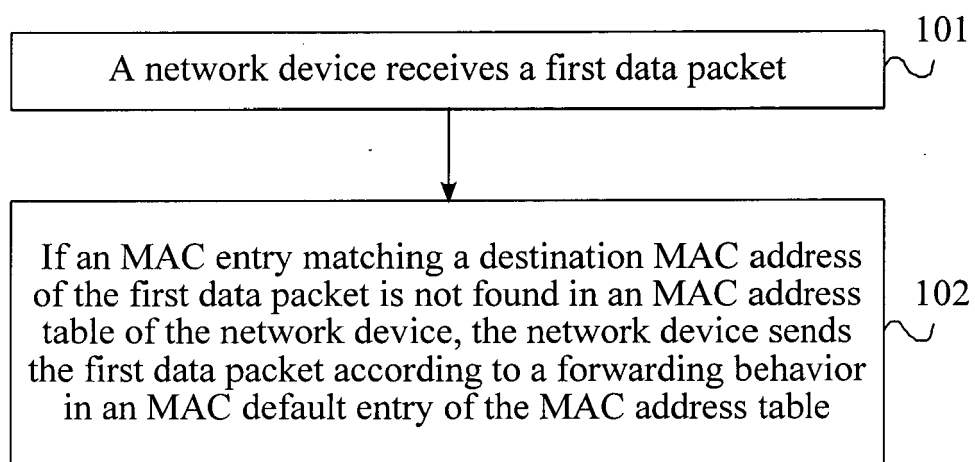 101
A network device receives a first data packet
If an MAC entry matching a destination MAC address
of the first data packet is not found in an MAC address
table of the network device, the network device sends
the first data packet according to a forwarding behavior
in an MAC default entry of the MAC address table
102